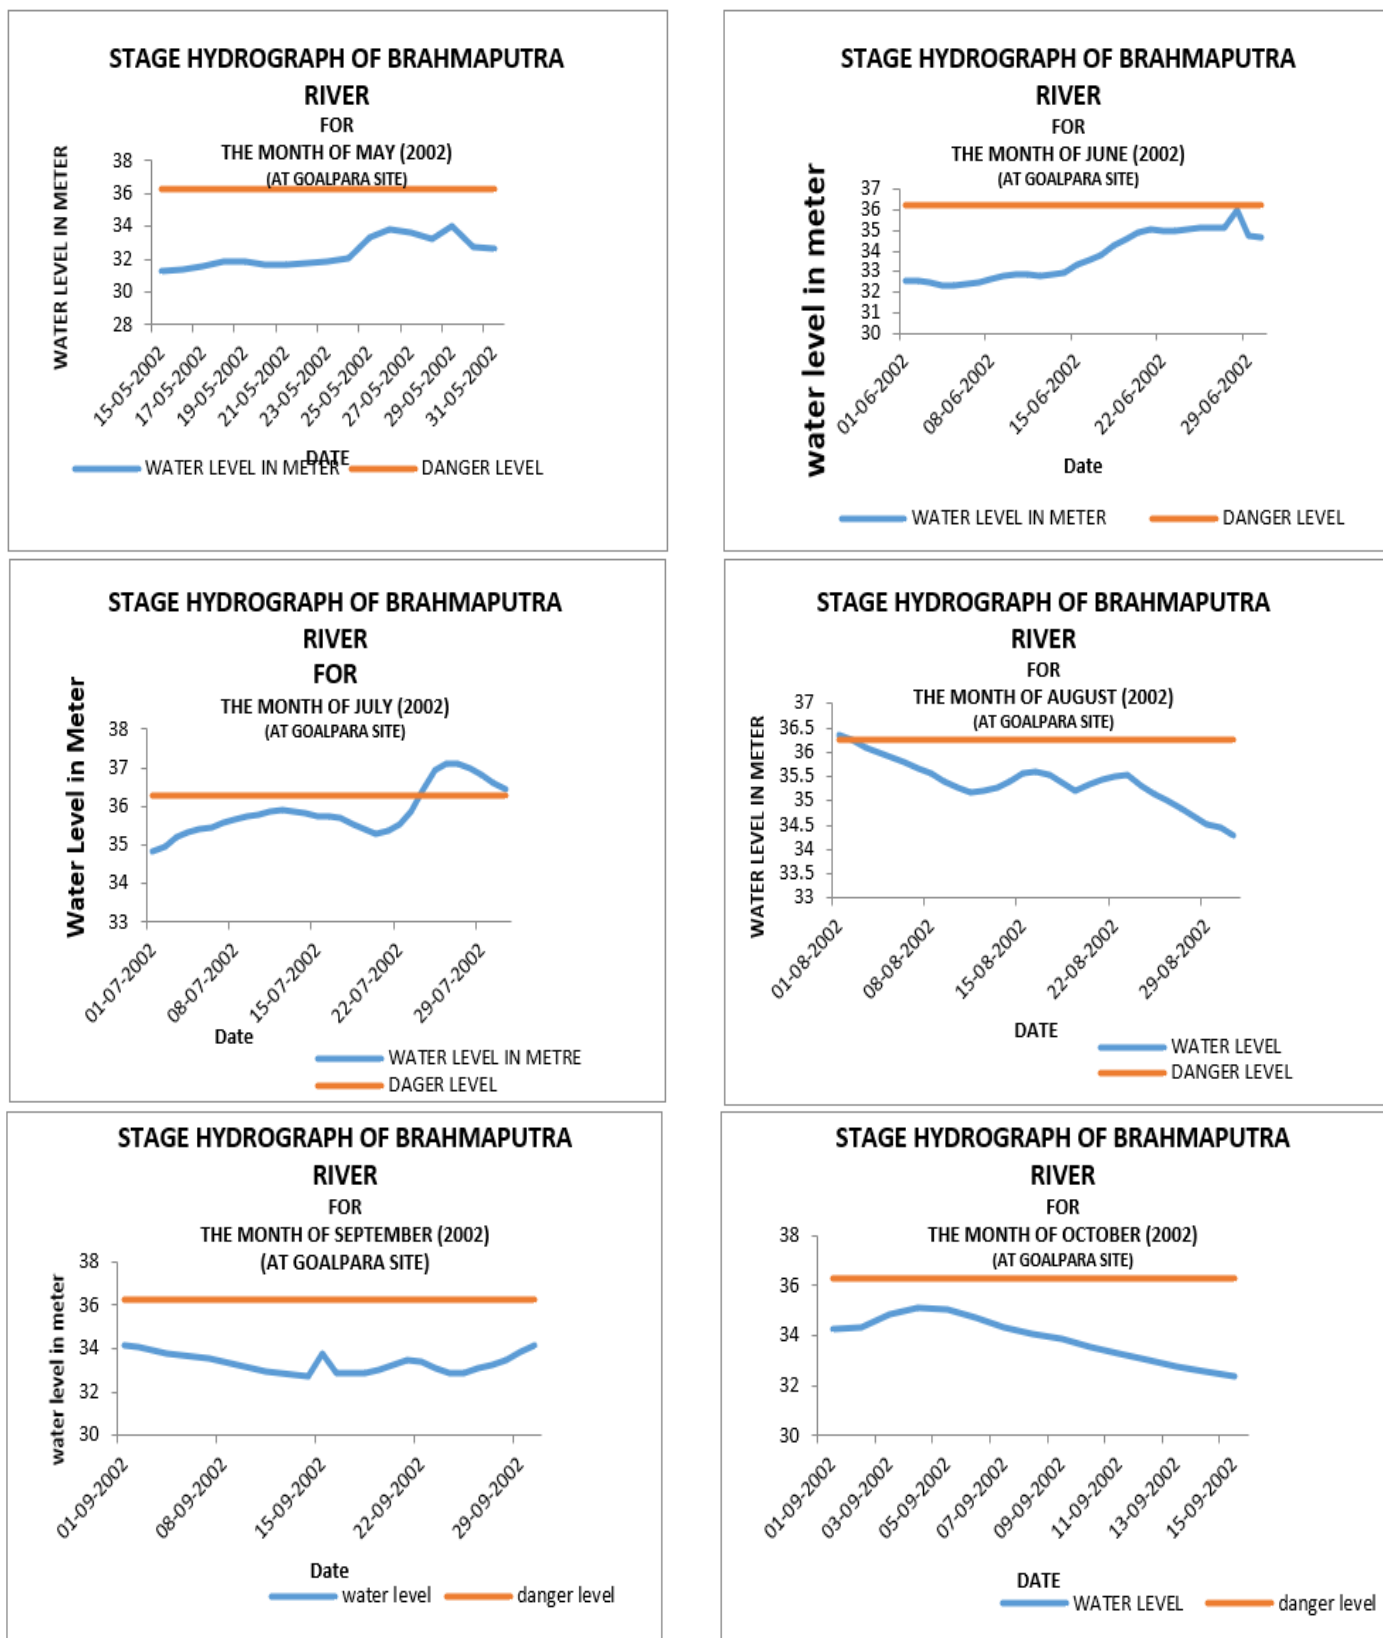 STAGE HYDROGRAPH OF BRAHMAPUTRA
RIVER
FOR
THE MONTH OF MAY (2002)
(AT GOALPARA SITE)
WATER LEVEL IN METER
38
36
34
32
30
28
15-05-2002
17-05-2002
19-05-2002
21-05-2002
23-05-2002
25-05-2002
27-05-2002
29-05-2002
31-05-2002
DATE
WATER LEVEL IN METER
DANGER LEVEL
STAGE HYDROGRAPH OF BRAHMAPUTRA
RIVER
FOR
THE MONTH OF JUNE (2002)
(AT GOALPARA SITE)
water level in meter
37
36
35
34
33
32
31
30
01-06-2002
08-06-2002
15-06-2002
22-06-2002
29-06-2002
Date
WATER LEVEL IN METER
DANGER LEVEL
STAGE HYDROGRAPH OF BRAHMAPUTRA
RIVER
FOR
THE MONTH OF JULY (2002)
(AT GOALPARA SITE)
Water Level in Meter
38
37
36
35
34
33
01-07-2002
08-07-2002
15-07-2002
22-07-2002
29-07-2002
Date
WATER LEVEL IN METRE
DAGER LEVEL
STAGE HYDROGRAPH OF BRAHMAPUTRA
RIVER
FOR
THE MONTH OF AUGUST (2002)
(AT GOALPARA SITE)
WATER LEVEL IN METER
37
36.5
36
35.5
35
34.5
34
33.5
33
01-08-2002
08-08-2002
15-08-2002
22-08-2002
29-08-2002
DATE
WATER LEVEL
DANGER LEVEL
STAGE HYDROGRAPH OF BRAHMAPUTRA
RIVER
FOR
THE MONTH OF SEPTEMBER (2002)
(AT GOALPARA SITE)
water level in meter
38
36
34
32
30
01-09-2002
08-09-2002
15-09-2002
22-09-2002
29-09-2002
Date
water level
danger level
STAGE HYDROGRAPH OF BRAHMAPUTRA
RIVER
FOR
THE MONTH OF OCTOBER (2002)
(AT GOALPARA SITE)
38
36
34
32
30
01-09-2002
03-09-2002
05-09-2002
07-09-2002
09-09-2002
11-09-2002
13-09-2002
15-09-2002
DATE
WATER LEVEL
danger level